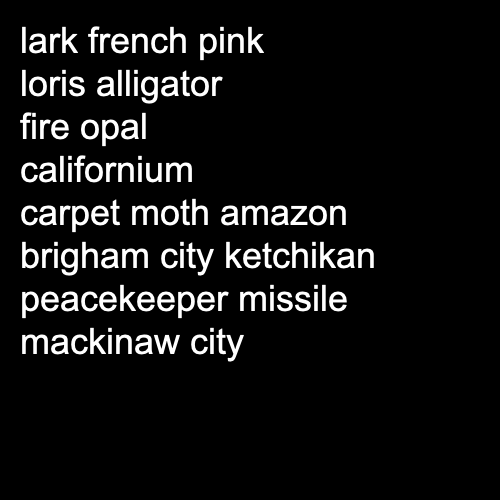 lark french pink
loris alligator
fire opal
californium
carpet moth amazon
brigham city ketchikan
peacekeeper missile
mackinaw city